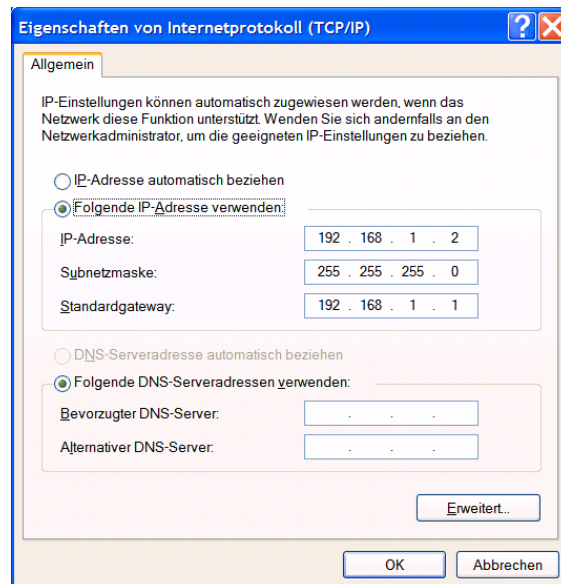 Eigenschaften von Internetprotokoll (TCP/IP)
Allgemein
IP-Einstellungen können automatisch zugewiesen werden, wenn das
Netzwerk diese Funktion unterstützt. Wenden Sie sich andernfalls an den
Netzwerkadministrator, um die geeigneten IP-Einstellungen zu beziehen.
IP-Adresse automatisch beziehen
Folgende IP-Adresse verwenden:
IP-Adresse: 192 . 168 . 1 . 2
Subnetzmaske: 255 . 255 . 255 . 0
Standardgateway: 192 . 168 . 1 . 1
DNS-Serveradresse automatisch beziehen
Folgende DNS-Serveradressen verwenden:
Bevorzugter DNS-Server: . . .
Alternativer DNS-Server: . . .
Erweitert...
OK Abbrechen